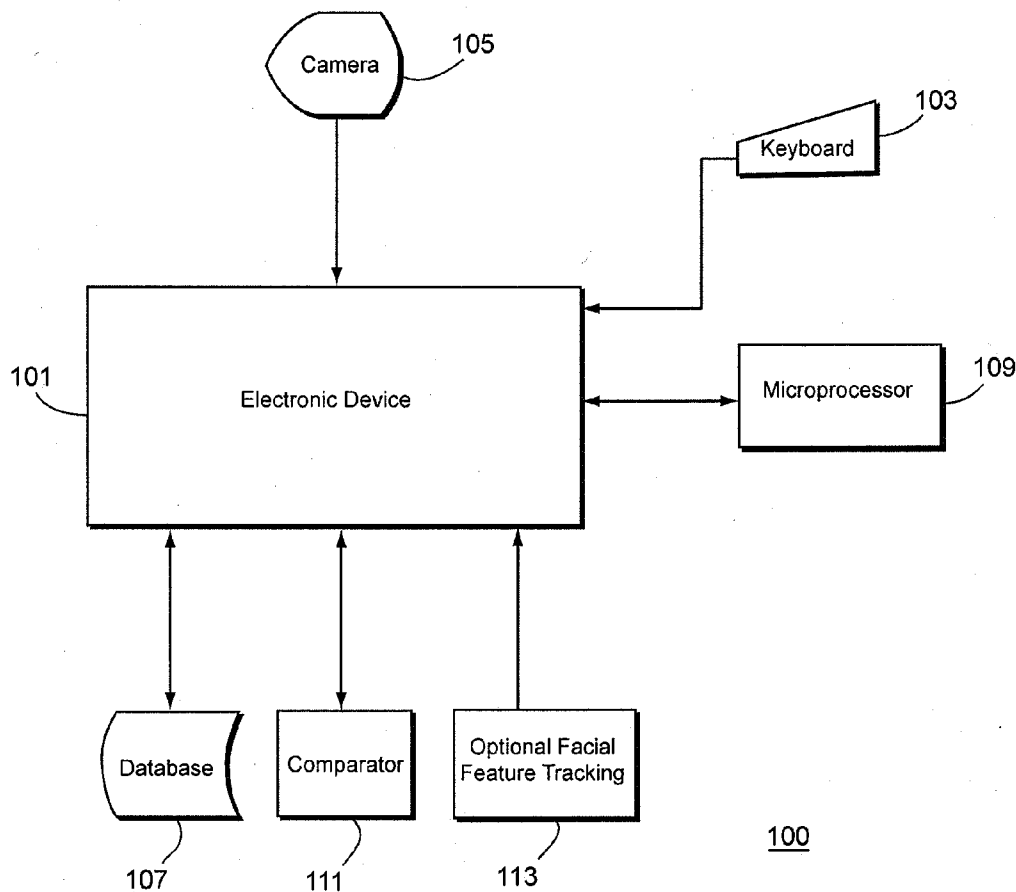 Camera
105
103
Keyboard
101
Electronic Device
Microprocessor
109
Database
Comparator
Optional Facial
Feature Tracking
107
111
113
100